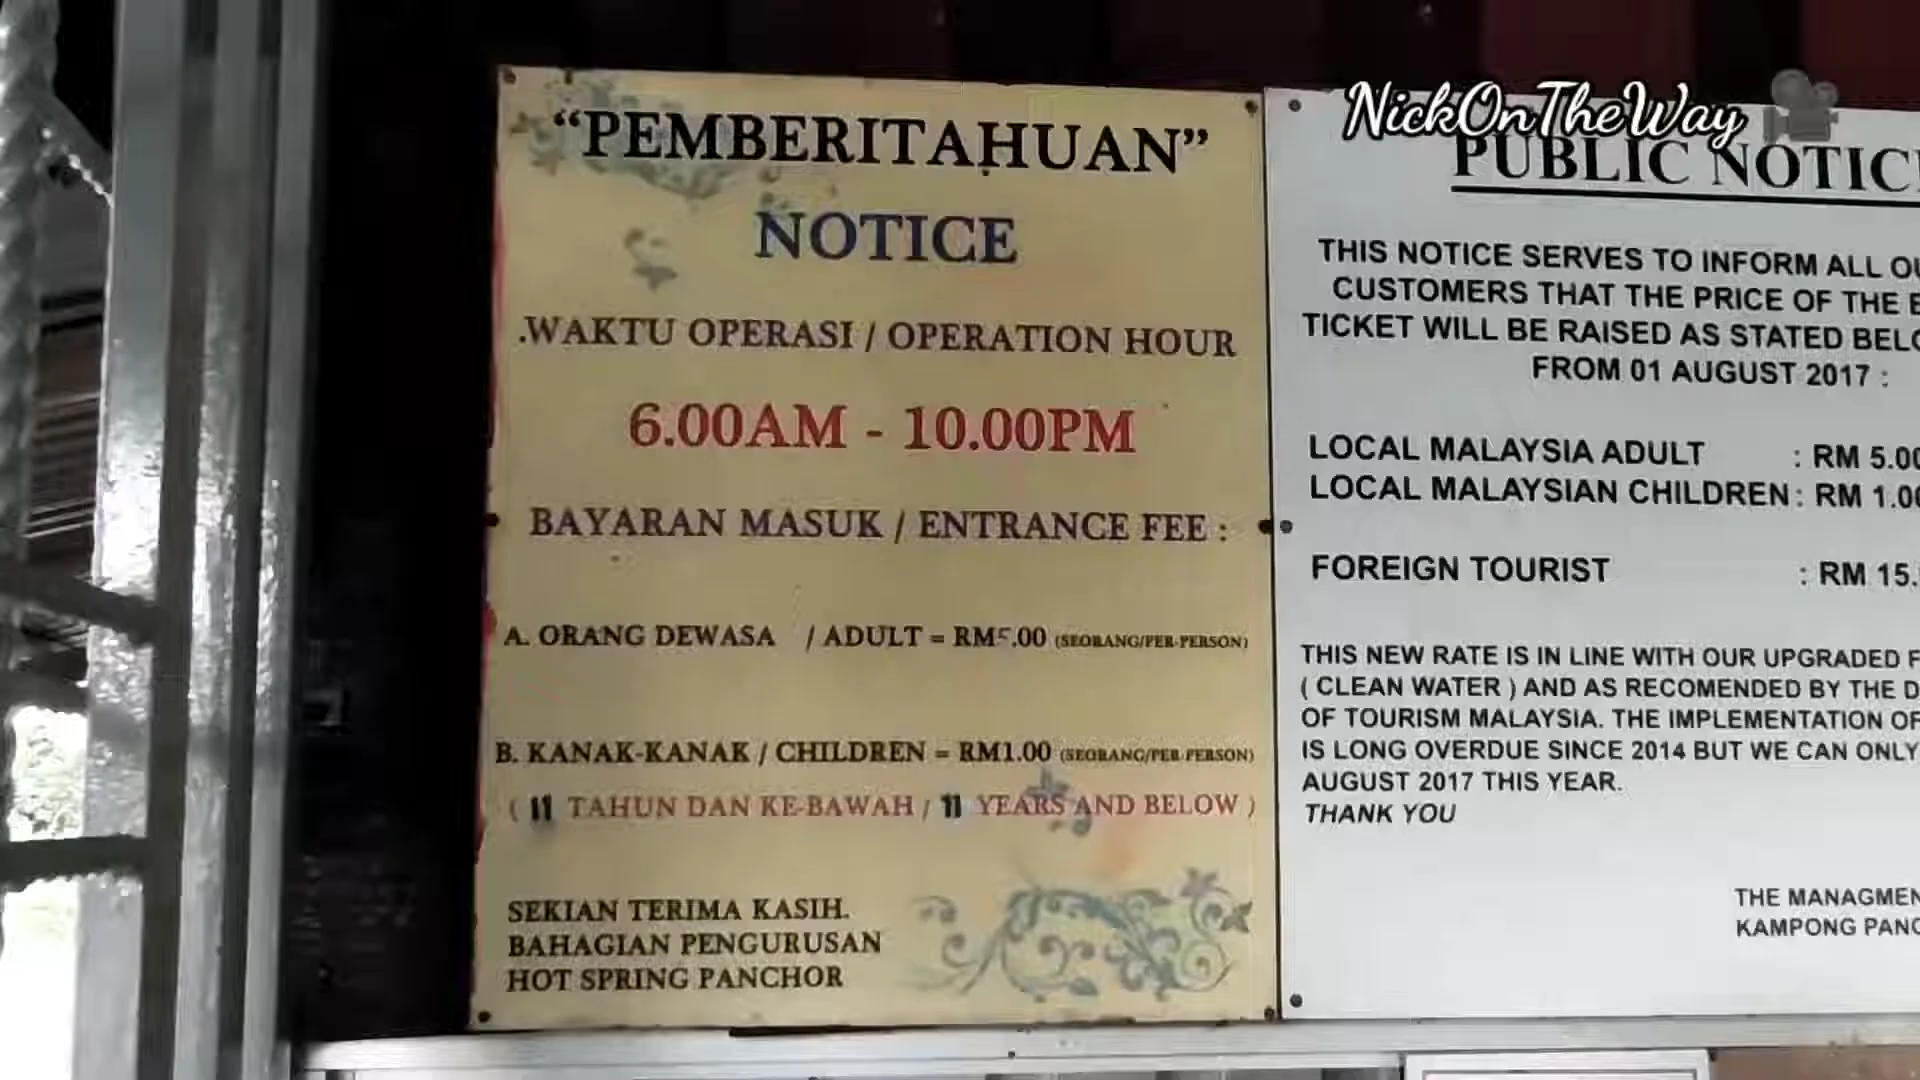 NickOnTheWay
"PEMBERITAHUAN"
NOTICE
.WAKTU OPERASI / OPERATION HOUR
6.00AM - 10.00PM
BAYARAN MASUK / ENTRANCE FEE :
A. ORANG DEWASA / ADULT = RM5.00 (SEORANG/PER-PERSON)
B. KANAK-KANAK / CHILDREN = RM1.00 (SEORANG/PER-PERSON)
( 11 TAHUN DAN KE-BAWAH / 11 YEARS AND BELOW )
SEKIAN TERIMA KASIH.
BAHAGIAN PENGURUSAN
HOT SPRING PANCHOR
PUBLIC NOTIC
THIS NOTICE SERVES TO INFORM ALL
CUSTOMERS THAT THE PRICE OF THE
TICKET WILL BE RAISED AS STATED
FROM 01 AUGUST 2017 :
LOCAL MALAYSIA ADULT : RM 5.00
LOCAL MALAYSIAN CHILDREN : RM 1.00
FOREIGN TOURIST : RM 15.
THIS NEW RATE IS IN LINE WITH OUR UPGRADED
( CLEAN WATER ) AND AS RECOMENDED BY THE
OF TOURISM MALAYSIA. THE IMPLEMENTATION OF
IS LONG OVERDUE SINCE 2014 BUT WE CAN ONLY
AUGUST 2017 THIS YEAR.
THANK YOU
THE MANAGMEN
KAMPONG PANC